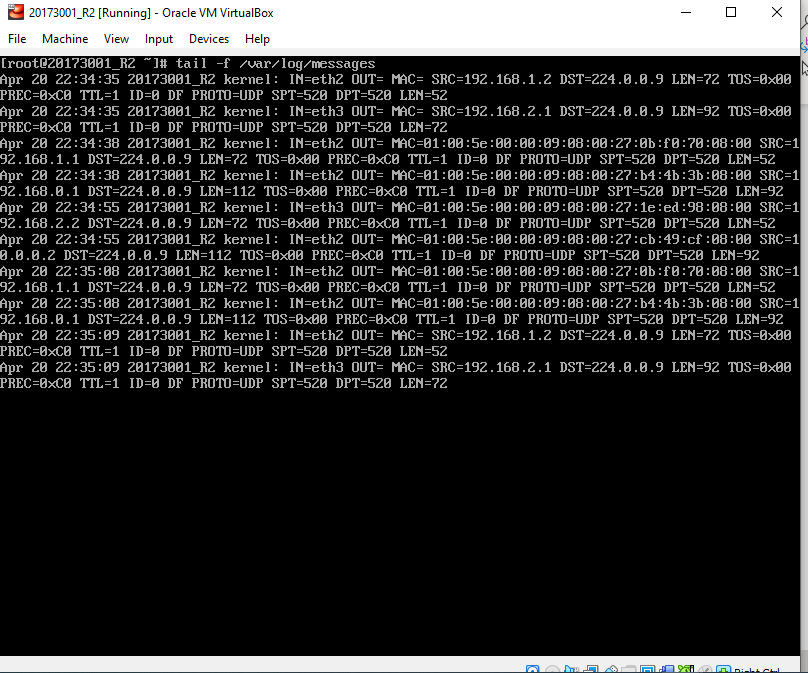 20173001_R2 [Running] - Oracle VM VirtualBox
File Machine View Input Devices Help
[root@20173001_R2 ~]# tail -f /var/log/messages
Apr 20 22:34:35 20173001_R2 kernel: IN=eth2 OUT= MAC= SRC=192.168.1.2 DST=224.0.0.9 LEN=72 TOS=0x00
PREC=0xC0 TTL=1 ID=0 DF PROTO=UDP SPT=520 DPT=520 LEN=52
Apr 20 22:34:35 20173001_R2 kernel: IN=eth3 OUT= MAC= SRC=192.168.2.1 DST=224.0.0.9 LEN=92 TOS=0x00
PREC=0xC0 TTL=1 ID=0 DF PROTO=UDP SPT=520 DPT=520 LEN=72
Apr 20 22:34:38 20173001_R2 kernel: IN=eth2 OUT= MAC=01:00:5e:00:00:09:08:00:27:0b:f0:70:08:00 SRC=1
92.168.1.1 DST=224.0.0.9 LEN=72 TOS=0x00 PREC=0xC0 TTL=1 ID=0 DF PROTO=UDP SPT=520 DPT=520 LEN=52
Apr 20 22:34:38 20173001_R2 kernel: IN=eth2 OUT= MAC=01:00:5e:00:00:09:08:00:27:b4:4b:3b:08:00 SRC=1
92.168.0.1 DST=224.0.0.9 LEN=112 TOS=0x00 PREC=0xC0 TTL=1 ID=0 DF PROTO=UDP SPT=520 DPT=520 LEN=92
Apr 20 22:34:55 20173001_R2 kernel: IN=eth3 OUT= MAC=01:00:5e:00:00:09:08:00:27:1e:ed:98:08:00 SRC=1
92.168.2.2 DST=224.0.0.9 LEN=72 TOS=0x00 PREC=0xC0 TTL=1 ID=0 DF PROTO=UDP SPT=520 DPT=520 LEN=52
Apr 20 22:34:55 20173001_R2 kernel: IN=eth2 OUT= MAC=01:00:5e:00:00:09:08:00:27:cb:49:cf:08:00 SRC=1
0.0.0.2 DST=224.0.0.9 LEN=112 TOS=0x00 PREC=0xC0 TTL=1 ID=0 DF PROTO=UDP SPT=520 DPT=520 LEN=92
Apr 20 22:35:08 20173001_R2 kernel: IN=eth2 OUT= MAC=01:00:5e:00:00:09:08:00:27:0b:f0:70:08:00 SRC=1
92.168.1.1 DST=224.0.0.9 LEN=72 TOS=0x00 PREC=0xC0 TTL=1 ID=0 DF PROTO=UDP SPT=520 DPT=520 LEN=52
Apr 20 22:35:08 20173001_R2 kernel: IN=eth2 OUT= MAC=01:00:5e:00:00:09:08:00:27:b4:4b:3b:08:00 SRC=1
92.168.0.1 DST=224.0.0.9 LEN=112 TOS=0x00 PREC=0xC0 TTL=1 ID=0 DF PROTO=UDP SPT=520 DPT=520 LEN=92
Apr 20 22:35:09 20173001_R2 kernel: IN=eth2 OUT= MAC= SRC=192.168.1.2 DST=224.0.0.9 LEN=72 TOS=0x00
PREC=0xC0 TTL=1 ID=0 DF PROTO=UDP SPT=520 DPT=520 LEN=52
Apr 20 22:35:09 20173001_R2 kernel: IN=eth3 OUT= MAC= SRC=192.168.2.1 DST=224.0.0.9 LEN=92 TOS=0x00
PREC=0xC0 TTL=1 ID=0 DF PROTO=UDP SPT=520 DPT=520 LEN=72
Right Ctrl